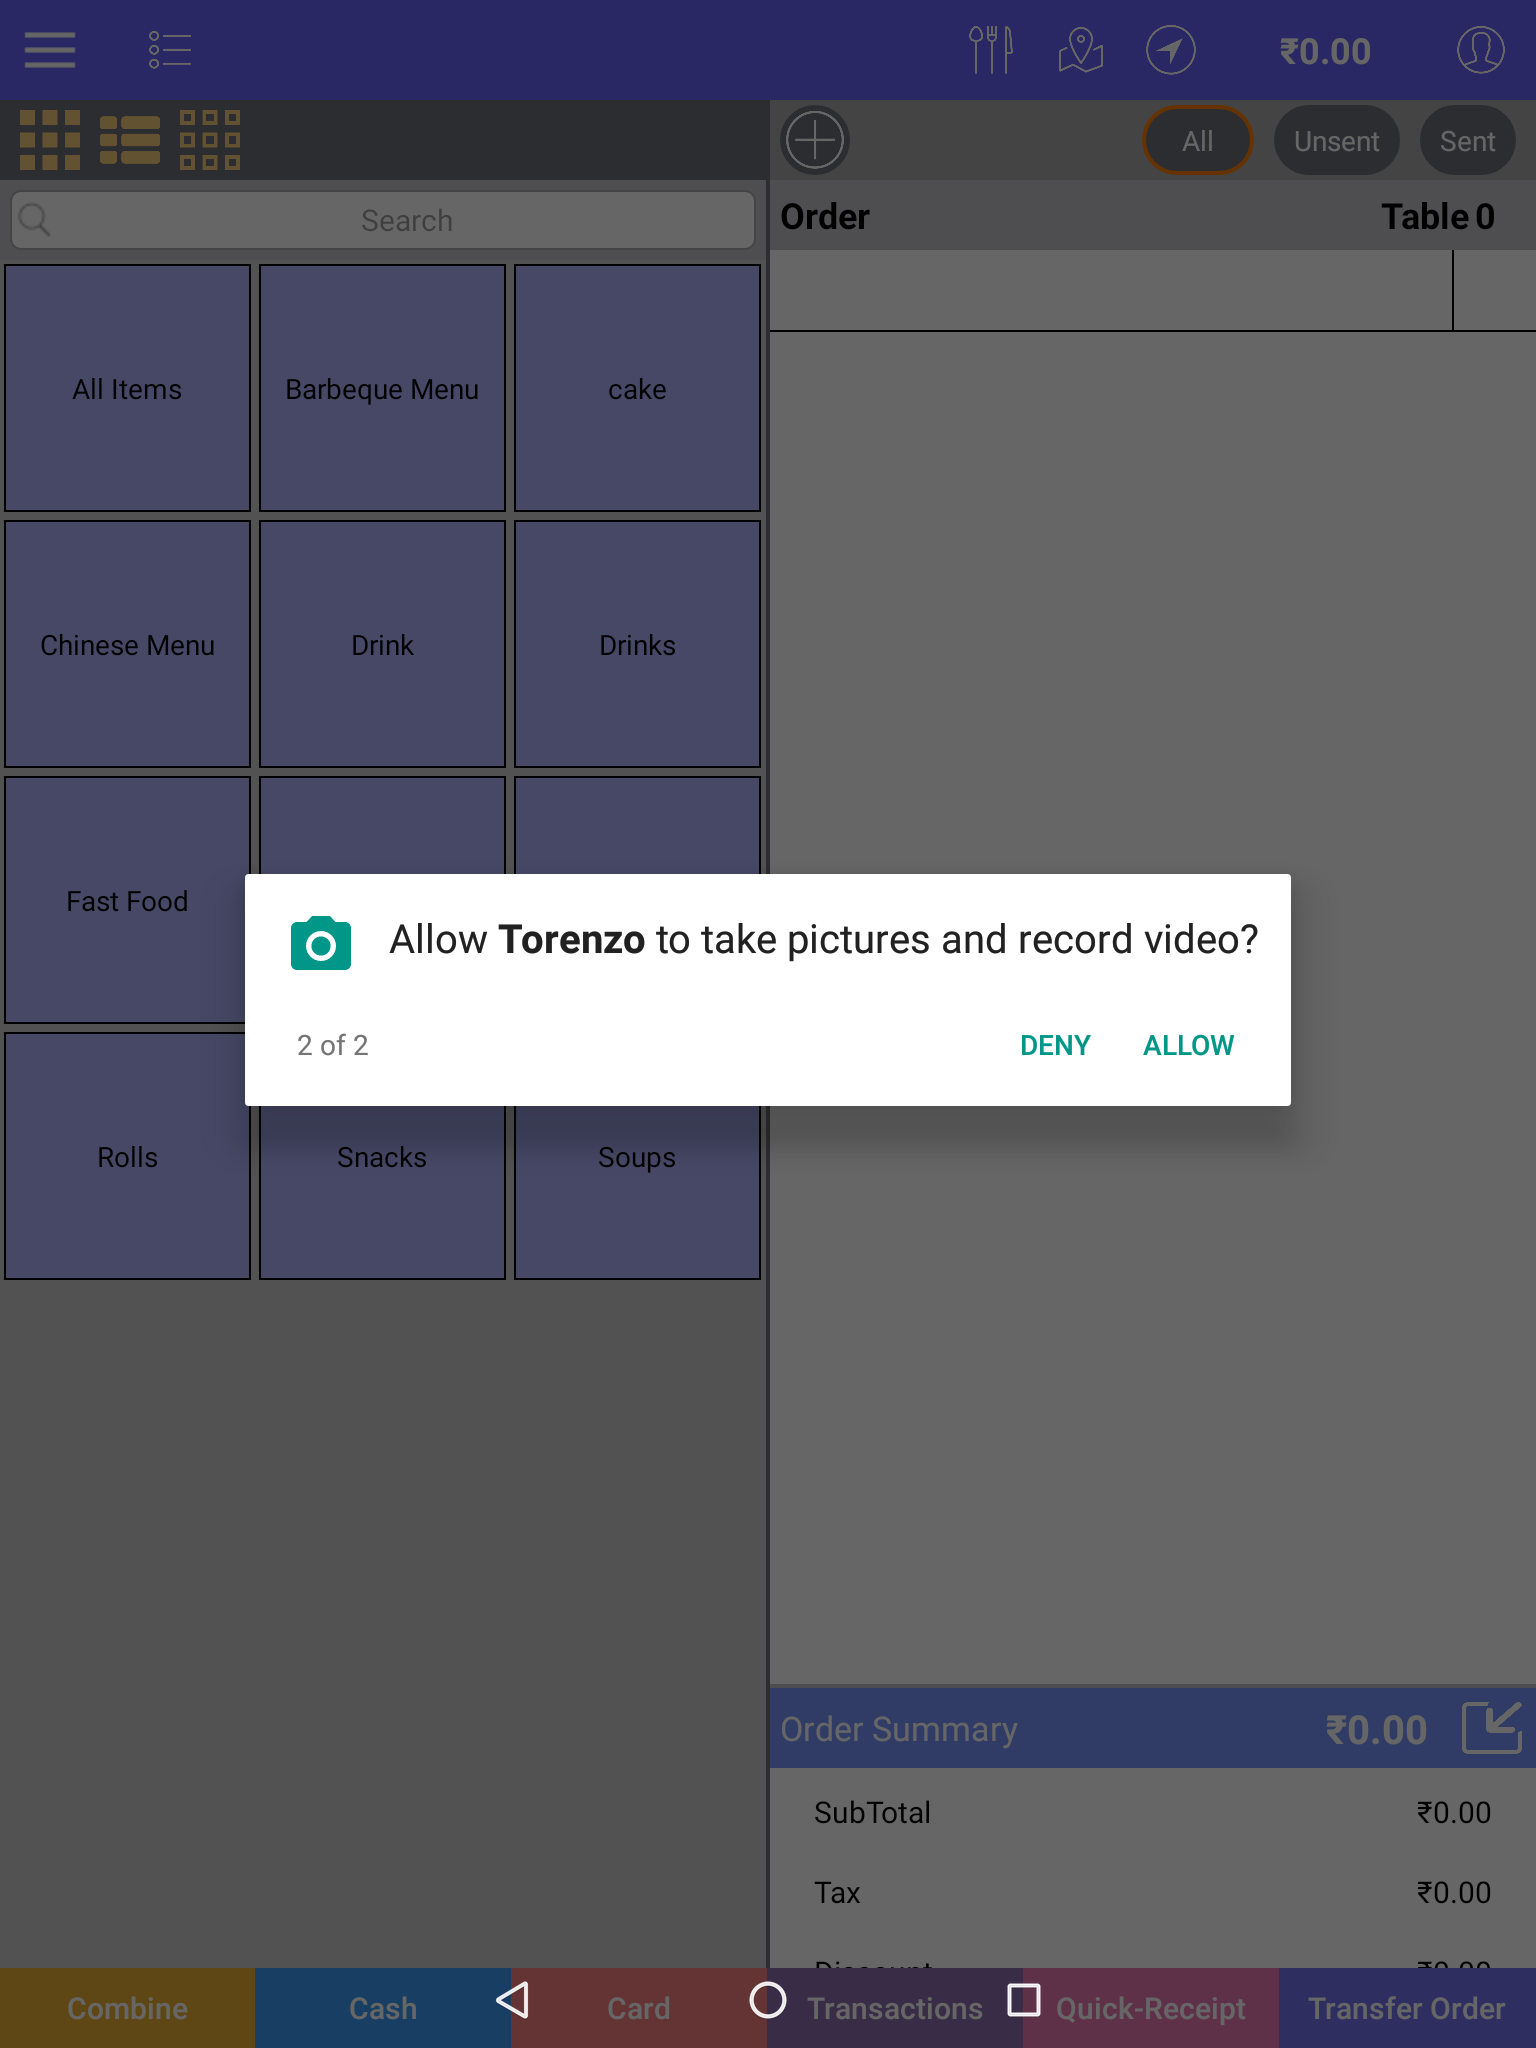 ₹0.00
All Unsent Sent
Search
Order Table 0
All Items Barbeque Menu cake
Chinese Menu Drink Drinks
Fast Food
Allow Torenzo to take pictures and record video?
2 of 2 DENY ALLOW
Rolls Snacks Soups
Order Summary ₹0.00
SubTotal ₹0.00
Tax ₹0.00
Combine Cash Card Transactions Quick-Receipt Transfer Order